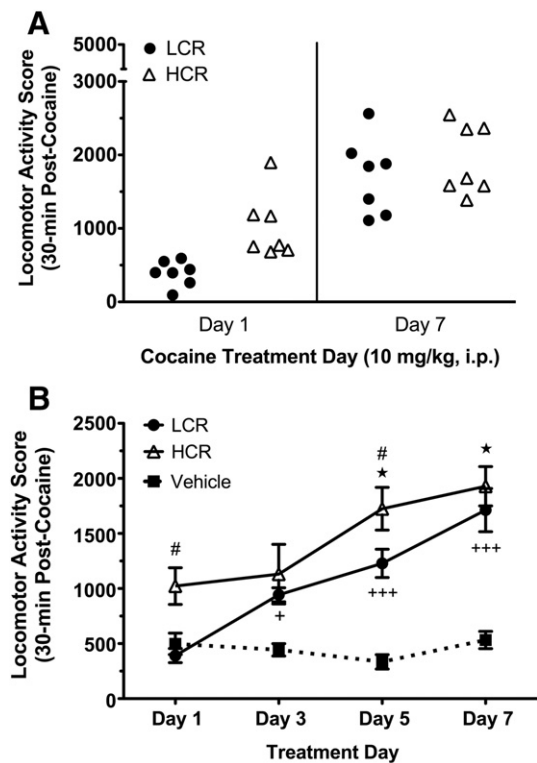 A
Locomotor Activity Score
(30-min Post-Cocaine)
5000
3000
2000
1000
0
LCR
HCR
Day 1
Day 7
Cocaine Treatment Day (10 mg/kg, i.p.)
B
Locomotor Activity Score
(30-min Post-Cocaine)
2500
2000
1500
1000
500
0
LCR
HCR
Vehicle
#
+
#
★
+++
★
+++
Day 1
Day 3
Day 5
Day 7
Treatment Day